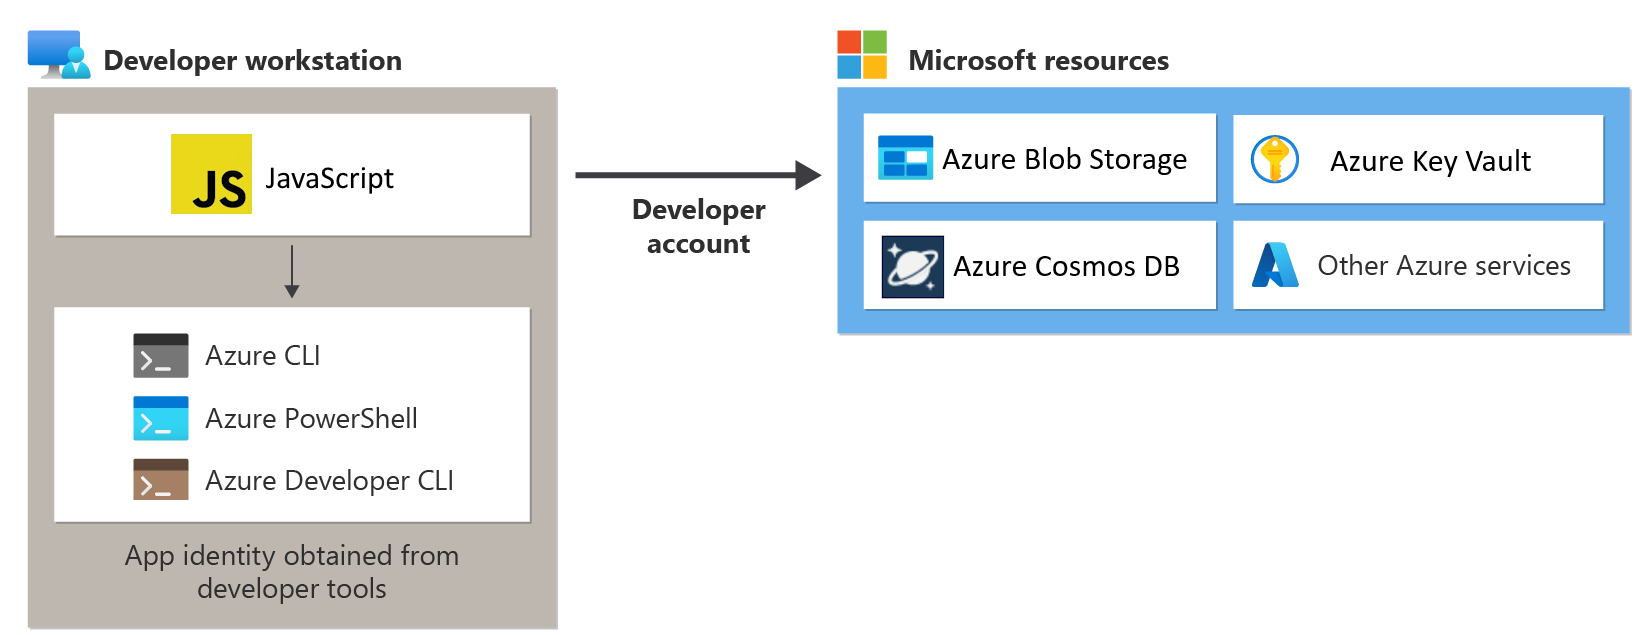 Developer workstation
JS
JavaScript
Azure CLI
Azure PowerShell
Azure Developer CLI
App identity obtained from
developer tools
Developer
account
Microsoft resources
Azure Blob Storage
Azure Key Vault
Azure Cosmos DB
Other Azure services